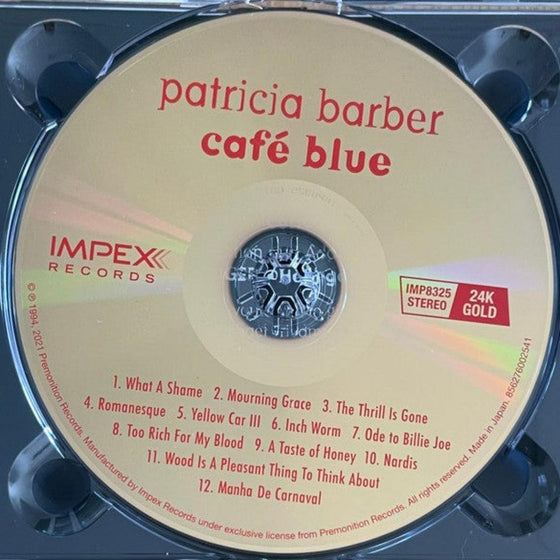 patricia barber
café blue
IMPEX
RECORDS
IMP8325
STEREO
24K
GOLD
1. What A Shame 2. Mourning Grace 3. The Thrill Is Gone
4. Romanesque 5. Yellow Car III 6. Inch Worm 7. Ode to Billie Joe
8. Too Rich For My Blood 9. A Taste of Honey 10. Nardis
11. Wood Is A Pleasant Thing To Think About
12. Manha De Carnaval
© ℗ 1994, 2021 Premonition Records. Manufactured by Impex Records under exclusive license from Premonition Records. All rights reserved. Made in Japan. 856276002541